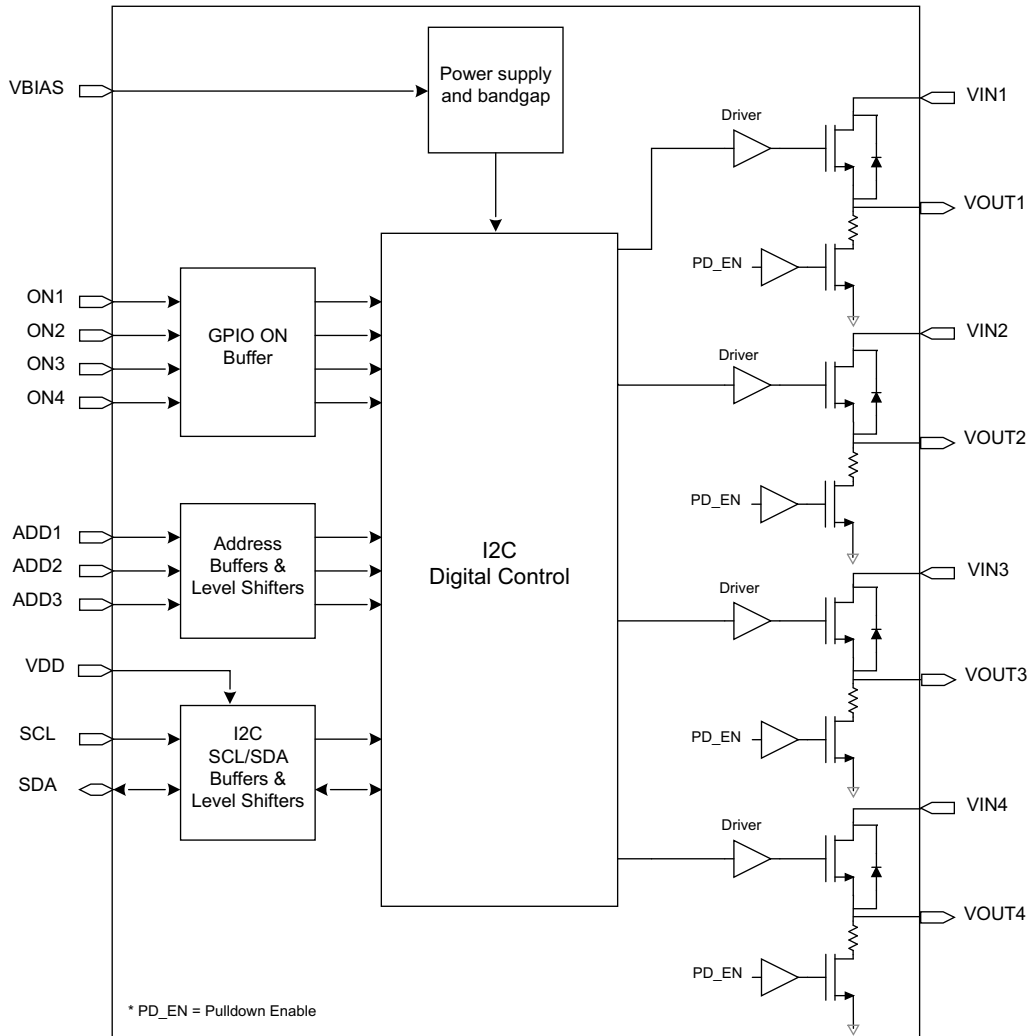 VBIAS
Power supply
and bandgap
Driver
VIN1
VOUT1
PD_EN
ON1
ON2
ON3
ON4
GPIO ON
Buffer
VIN2
Driver
VOUT2
PD_EN
ADD1
ADD2
ADD3
Address
Buffers &
Level Shifters
I2C
Digital Control
VIN3
Driver
VOUT3
PD_EN
VDD
SCL
SDA
I2C
SCL/SDA
Buffers &
Level Shifters
VIN4
Driver
VOUT4
PD_EN
* PD_EN = Pulldown Enable